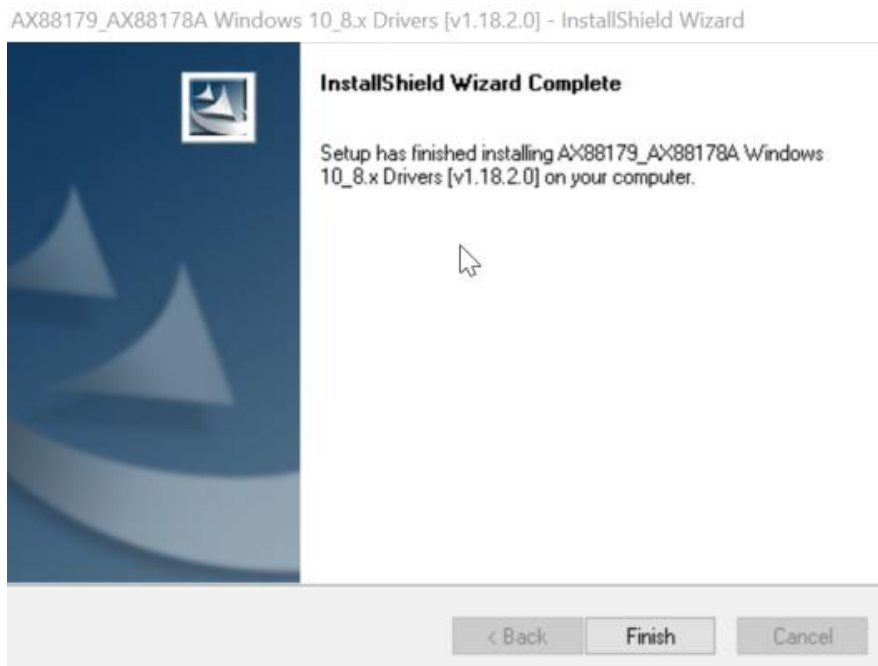 AX88179_AX88178A Windows 10_8.x Drivers [v1.18.2.0] - InstallShield Wizard
InstallShield Wizard Complete
Setup has finished installing AX88179_AX88178A Windows
10_8.x Drivers [v1.18.2.0] on your computer.
< Back
Finish
Cancel